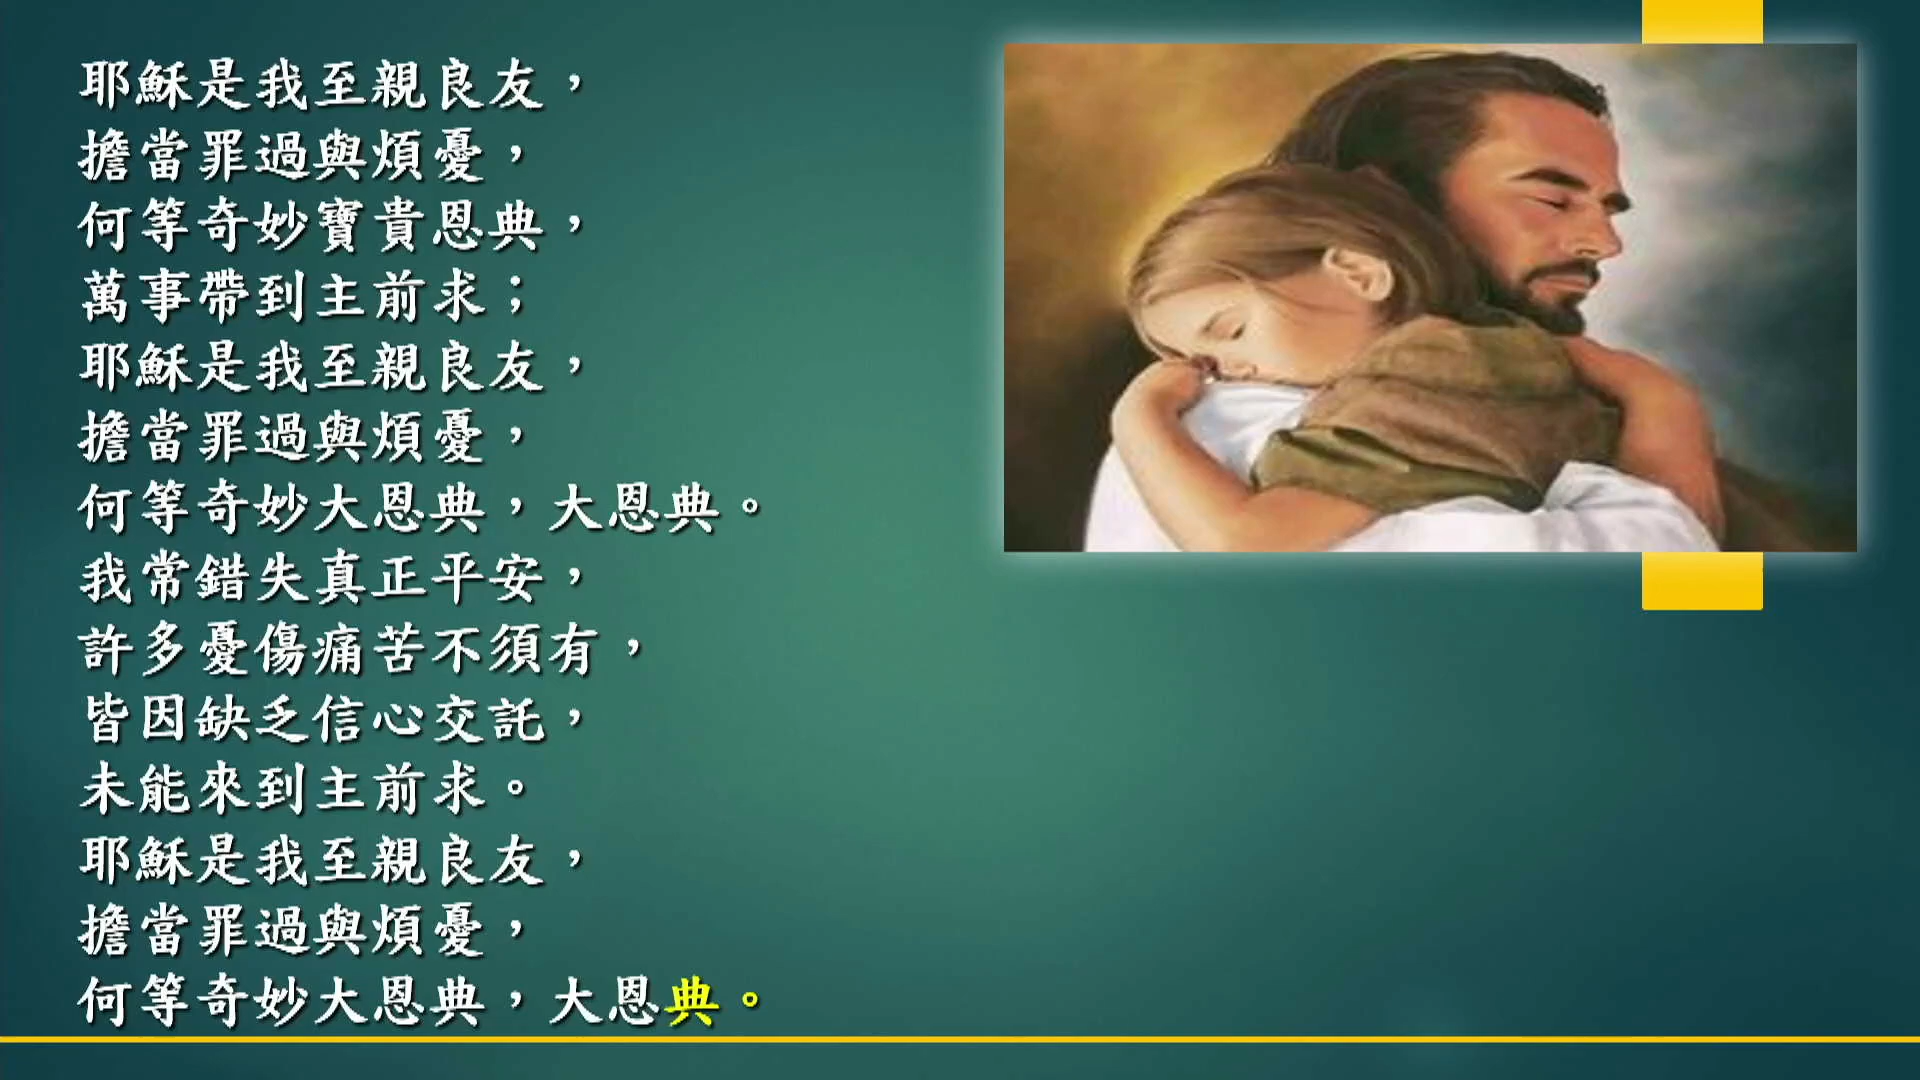 耶穌是我至親良友，
擔當罪過與煩憂，
何等奇妙寶貴恩典，
萬事帶到主前求；
耶穌是我至親良友，
擔當罪過與煩憂，
何等奇妙大恩典，大恩典。
我常錯失真正平安，
許多憂傷痛苦不須有，
皆因缺乏信心交託，
未能來到主前求。
耶穌是我至親良友，
擔當罪過與煩憂，
何等奇妙大恩典，大恩典。